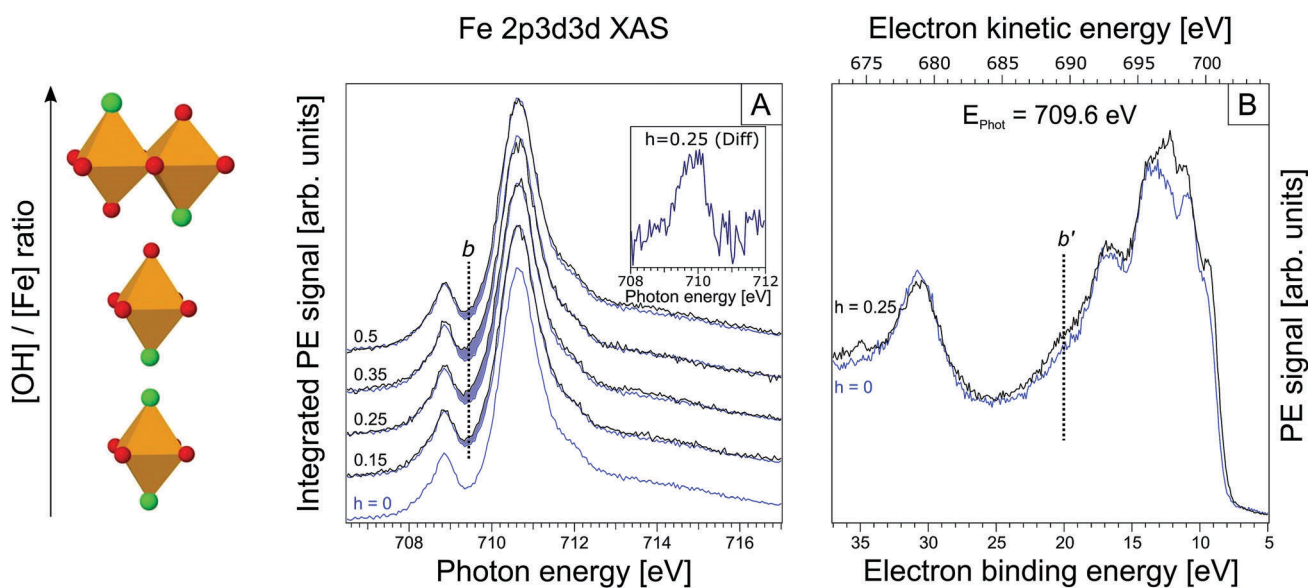 Fe 2p3d3d XAS
Electron kinetic energy [eV]
675 680 685 690 695 700
[OH] / [Fe] ratio
Integrated PE signal [arb. units]
A
h=0.25 (Diff)
708 710 712
Photon energy [eV]
b
0.5
0.35
0.25
0.15
h = 0
708 710 712 714 716
Photon energy [eV]
B
E Phot = 709.6 eV
b'
h = 0.25
h = 0
35 30 25 20 15 10 5
Electron binding energy [eV]
PE signal [arb. units]